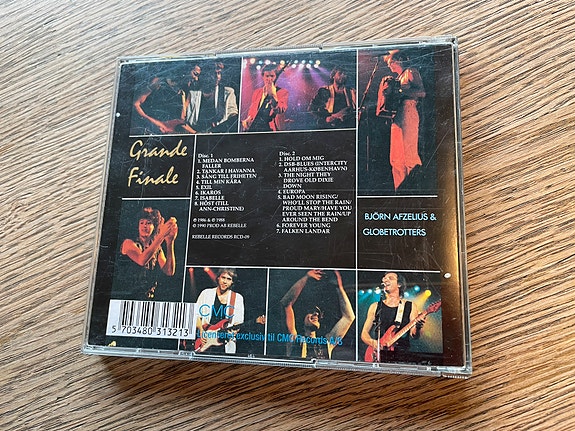 Grande
Finale
Disc. 1
1. MEDAN BOMBERNA
FALLER
2. TANKAR I HAVANNA
3. SÅNG TILL FRIHETEN
4. TILL MIN KÄRA
5. EXIL
6. IKAROS
7. ISABELLE
8. HÖST (TILL
ANN-CHRISTINE)
℗ 1986 & © 1988
© 1990 PROD AB REBELLE
REBELLE RECORDS RCD-09
Disc. 2
1. HOLD OM MIG
2. DSB-BLUES (INTERCITY
AARHUS-KØBENHAVN)
3. THE NIGHT THEY
DROVE OLD DIXIE
DOWN
4. EUROPA
5. BAD MOON RISING/
WHO'LL STOP THE RAIN/
PROUD MARY/HAVE YOU
EVER SEEN THE RAIN/UP
AROUND THE BEND
6. FOREVER YOUNG
7. FALKEN LANDAR
BJÖRN AFZELIUS &
GLOBETROTTERS
CMC
5 703480 313213
exclusiv til CMC Records A/S